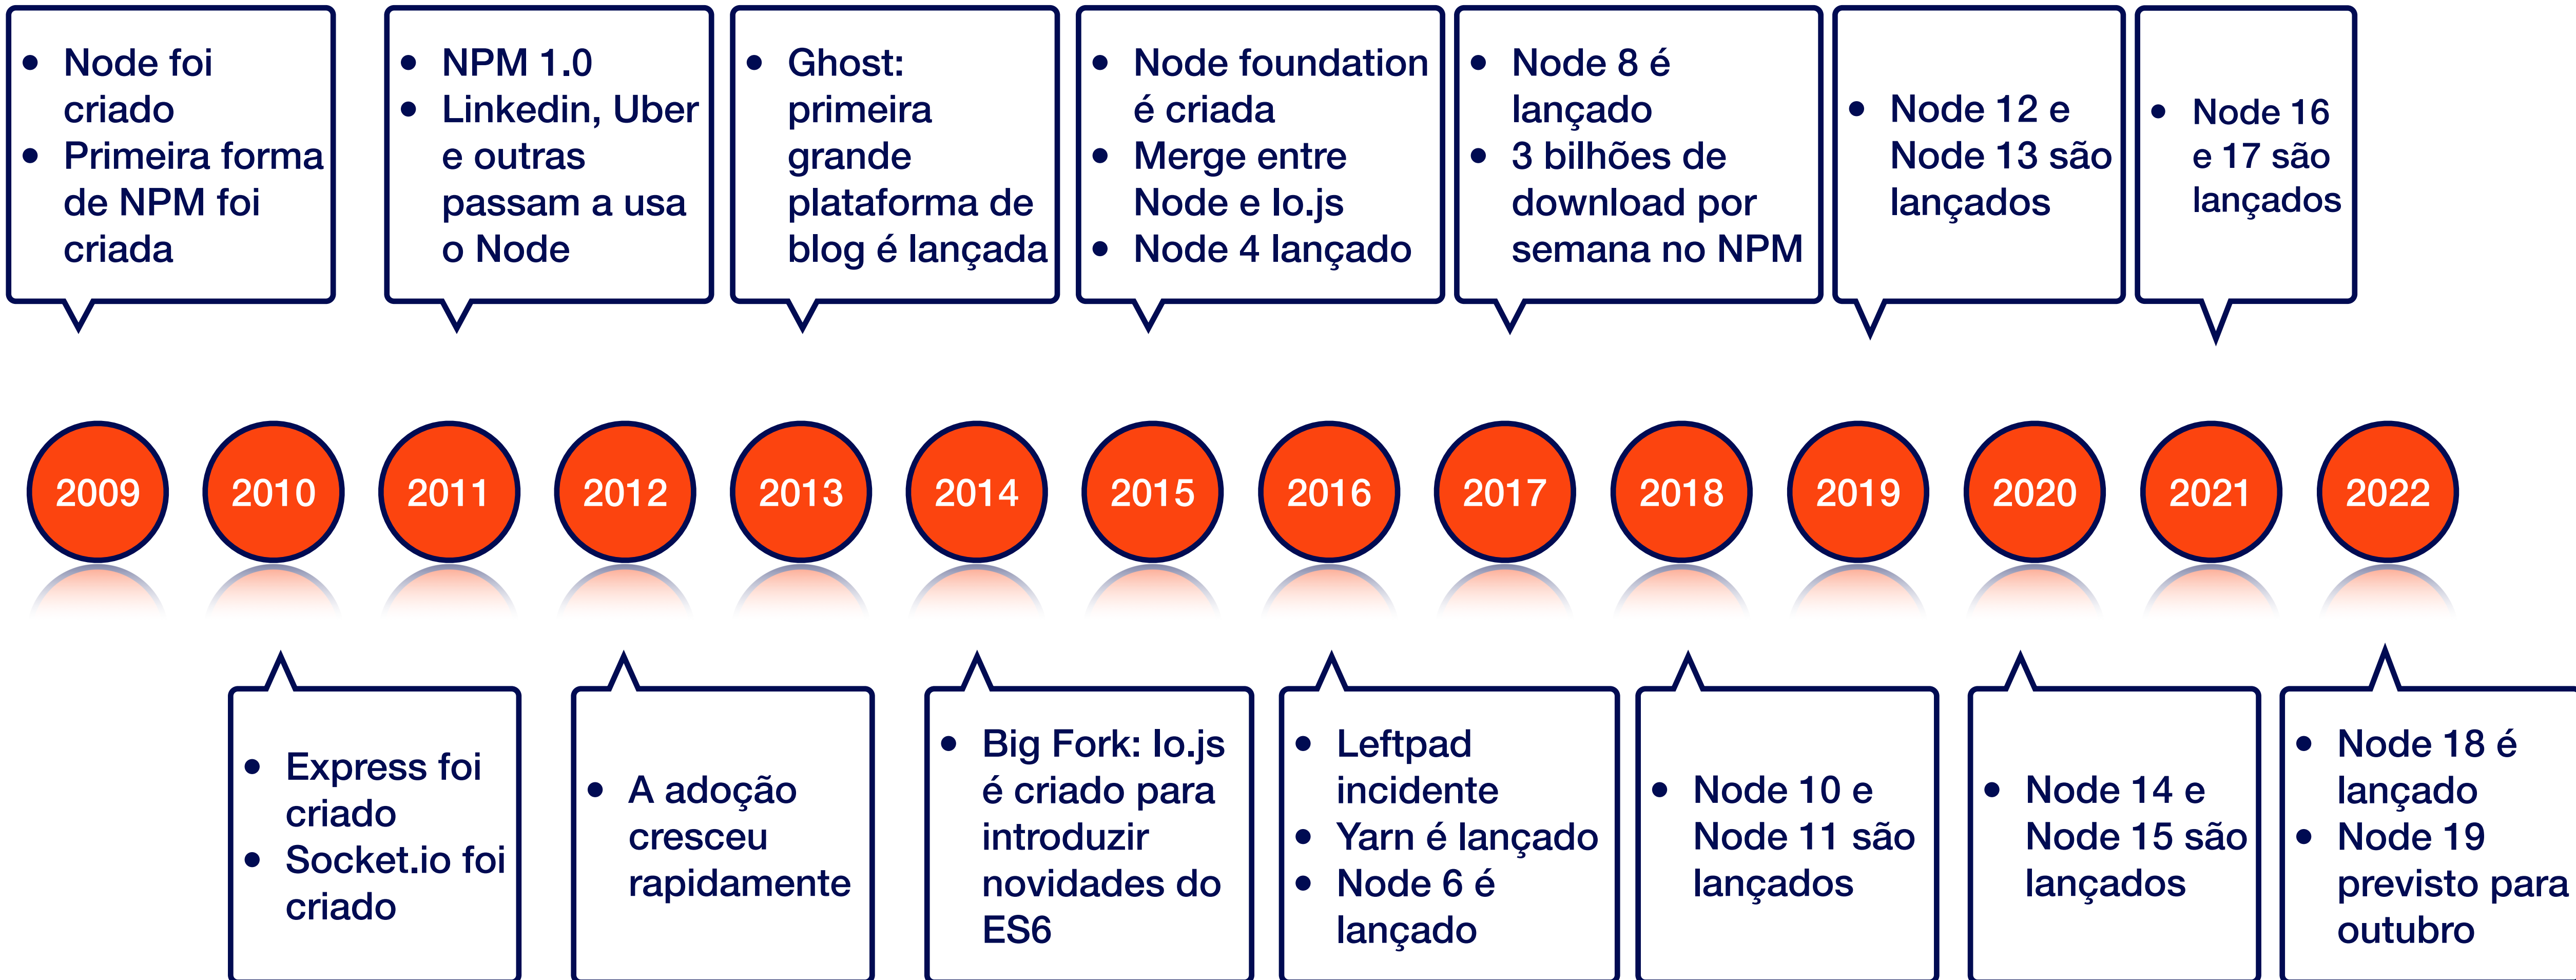 • Node foi
criado
• Primeira forma
de NPM foi
criada
• NPM 1.0
• Linkedin, Uber
e outras
passam a usa
o Node
• Ghost:
primeira
grande
plataforma de
blog é lançada
• Node foundation
é criada
• Merge entre
Node e Io.js
• Node 4 lançado
• Node 8 é
lançado
• 3 bilhões de
download por
semana no NPM
• Node 12 e
Node 13 são
lançados
• Node 16
e 17 são
lançados
2009
2010
2011
2012
2013
2014
2015
2016
2017
2018
2019
2020
2021
2022
• Express foi
criado
• Socket.io foi
criado
• A adoção
cresceu
rapidamente
• Big Fork: Io.js
é criado para
introduzir
novidades do
ES6
• Leftpad
incidente
• Yarn é lançado
• Node 6 é
lançado
• Node 10 e
Node 11 são
lançados
• Node 14 e
Node 15 são
lançados
• Node 18 é
lançado
• Node 19
previsto para
outubro